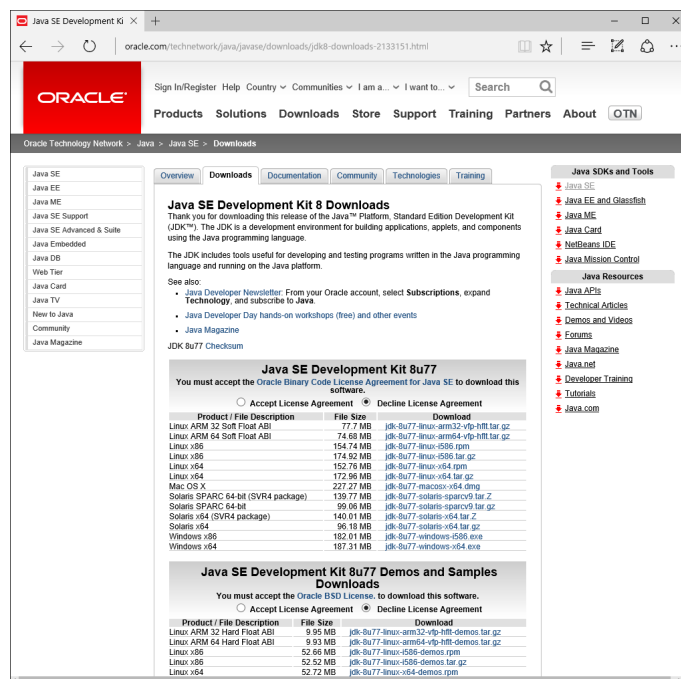 Java SE Development Ki
oracle.com/technetwork/java/javase/downloads/jdk8-downloads-2133151.html
ORACLE
Sign In/Register Help Country Communities I am a... I want to... Search
Products Solutions Downloads Store Support Training Partners About OTN
Oracle Technology Network > Java > Java SE > Downloads
Java SE
Java EE
Java ME
Java SE Support
Java SE Advanced & Suite
Java Embedded
Java DB
Web Tier
Java Card
Java TV
New to Java
Community
Java Magazine
Overview Downloads Documentation Community Technologies Training
Java SE Development Kit 8 Downloads
Thank you for downloading this release of the Java™ Platform, Standard Edition Development Kit
(JDK™). The JDK is a development environment for building applications, applets, and components
using the Java programming language.
The JDK includes tools useful for developing and testing programs written in the Java programming
language and running on the Java platform.
See also:
Java Developer Newsletter: From your Oracle account, select Subscriptions, expand
Technology, and subscribe to Java.
Java Developer Day hands-on workshops (free) and other events
Java Magazine
JDK 8u77 Checksum
Java SE Development Kit 8u77
You must accept the Oracle Binary Code License Agreement for Java SE to download this
software.
Accept License Agreement Decline License Agreement
Product / File Description File Size Download
Linux ARM 32 Soft Float ABI 77.7 MB jdk-8u77-linux-arm32-vfp-hflt.tar.gz
Linux ARM 64 Soft Float ABI 74.68 MB jdk-8u77-linux-arm64-vfp-hflt.tar.gz
Linux x86 154.74 MB jdk-8u77-linux-i586.rpm
Linux x86 174.92 MB jdk-8u77-linux-i586.tar.gz
Linux x64 152.76 MB jdk-8u77-linux-x64.rpm
Linux x64 172.96 MB jdk-8u77-linux-x64.tar.gz
Mac OS X 227.27 MB jdk-8u77-macosx-x64.dmg
Solaris SPARC 64-bit (SVR4 package) 139.77 MB jdk-8u77-solaris-sparcv9.tar.Z
Solaris SPARC 64-bit 99.06 MB jdk-8u77-solaris-sparcv9.tar.gz
Solaris x64 (SVR4 package) 140.01 MB jdk-8u77-solaris-x64.tar.Z
Solaris x64 96.18 MB jdk-8u77-solaris-x64.tar.gz
Windows x86 182.01 MB jdk-8u77-windows-i586.exe
Windows x64 187.31 MB jdk-8u77-windows-x64.exe
Java SE Development Kit 8u77 Demos and Samples
Downloads
You must accept the Oracle BSD License. to download this software.
Accept License Agreement Decline License Agreement
Product / File Description File Size Download
Linux ARM 32 Hard Float ABI 9.95 MB jdk-8u77-linux-arm32-vfp-hflt-demos.tar.gz
Linux ARM 64 Hard Float ABI 9.93 MB jdk-8u77-linux-arm64-vfp-hflt-demos.tar.gz
Linux x86 52.66 MB jdk-8u77-linux-i586-demos.rpm
Linux x86 52.52 MB jdk-8u77-linux-i586-demos.tar.gz
Linux x64 52.72 MB jdk-8u77-linux-x64-demos.rpm
Java SDKs and Tools
Java SE
Java EE and Glassfish
Java ME
Java Card
NetBeans IDE
Java Mission Control
Java Resources
Java APIs
Technical Articles
Demos and Videos
Forums
Java Magazine
Java.net
Developer Training
Tutorials
Java.com